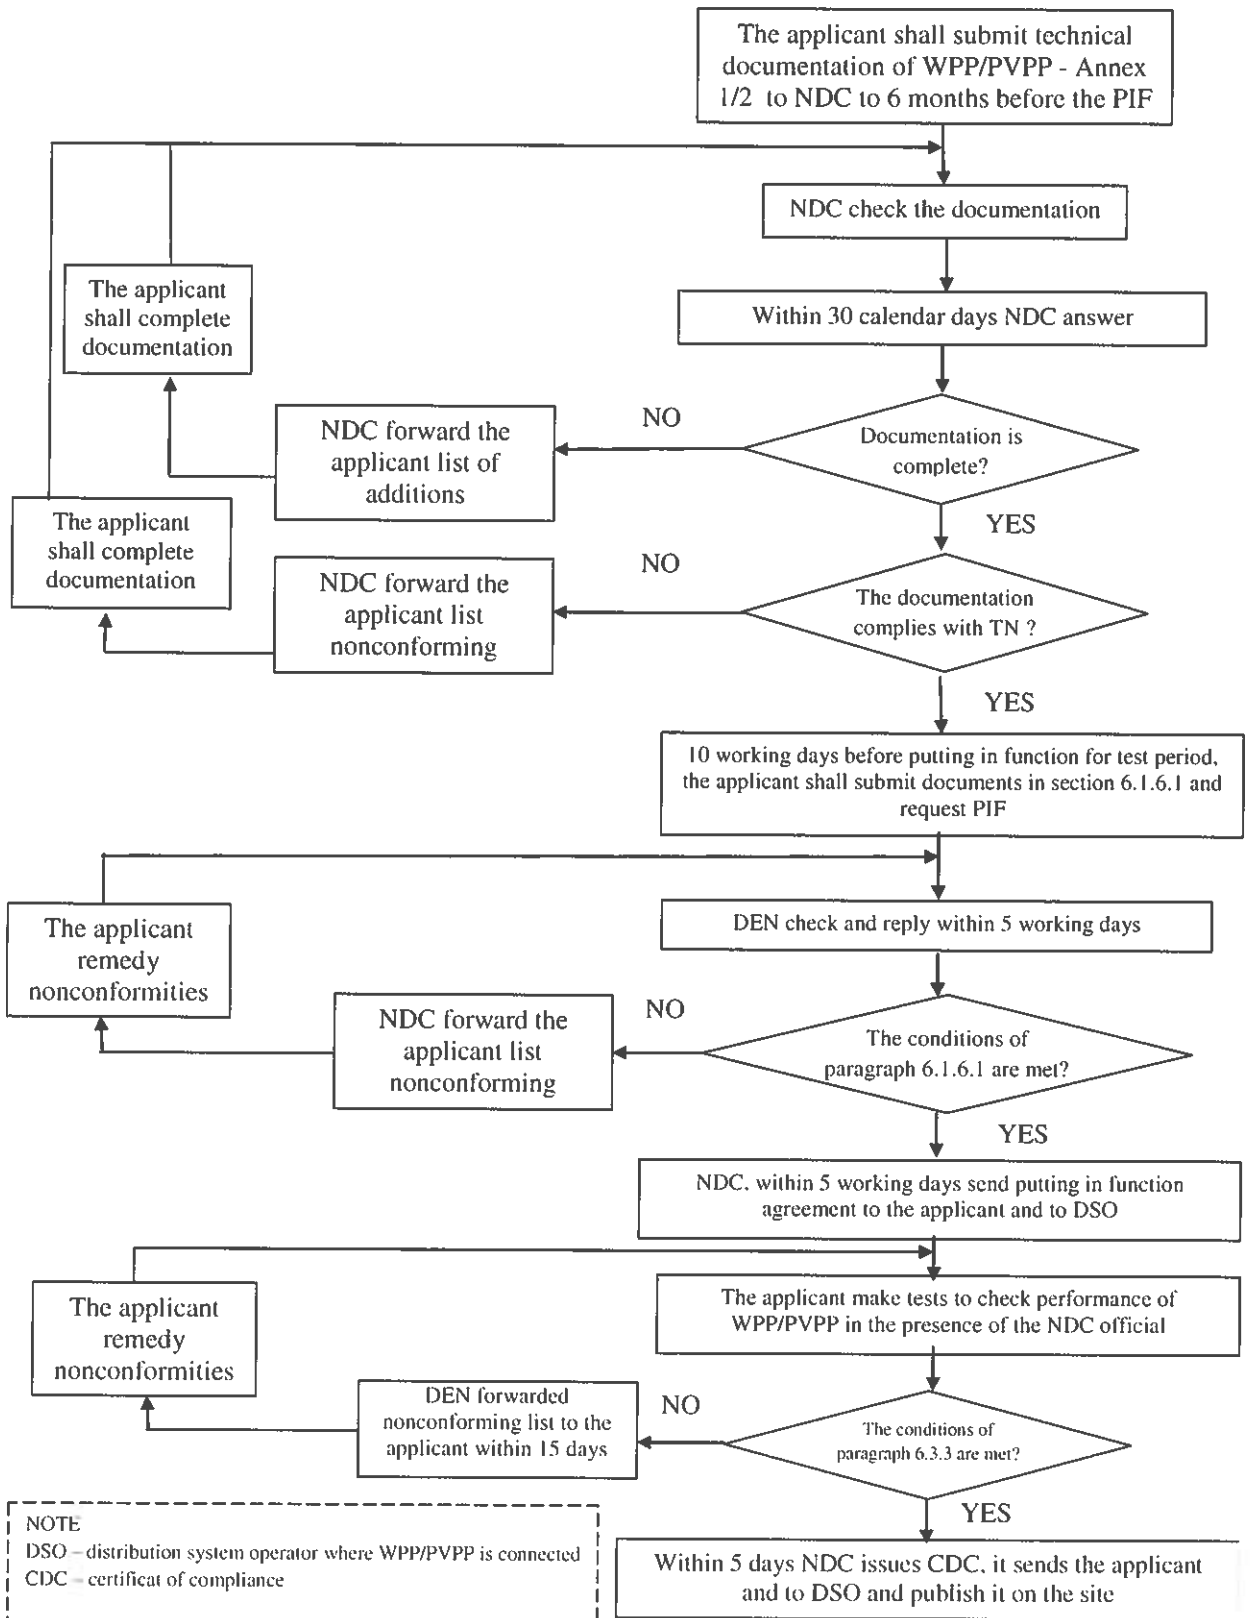 The applicant shall submit technical
documentation of WPP/PVPP - Annex
1/2 to NDC to 6 months before the PIF
NDC check the documentation
Within 30 calendar days NDC answer
The applicant
shall complete
documentation
NDC forward the
applicant list of
additions
NO
Documentation is
complete?
YES
The applicant
shall complete
documentation
NDC forward the
applicant list
nonconforming
NO
The documentation
complies with TN ?
YES
10 working days before putting in function for test period,
the applicant shall submit documents in section 6.1.6.1 and
request PIF
DEN check and reply within 5 working days
The applicant
remedy
nonconformities
NDC forward the
applicant list
nonconforming
NO
The conditions of
paragraph 6.1.6.1 are met?
YES
NDC, within 5 working days send putting in function
agreement to the applicant and to DSO
The applicant make tests to check performance of
WPP/PVPP in the presence of the NDC official
The applicant
remedy
nonconformities
DEN forwarded
nonconforming list to the
applicant within 15 days
NO
The conditions of
paragraph 6.3.3 are met?
YES
Within 5 days NDC issues CDC, it sends the applicant
and to DSO and publish it on the site
NOTE
DSO – distribution system operator where WPP/PVPP is connected
CDC – certificat of compliance